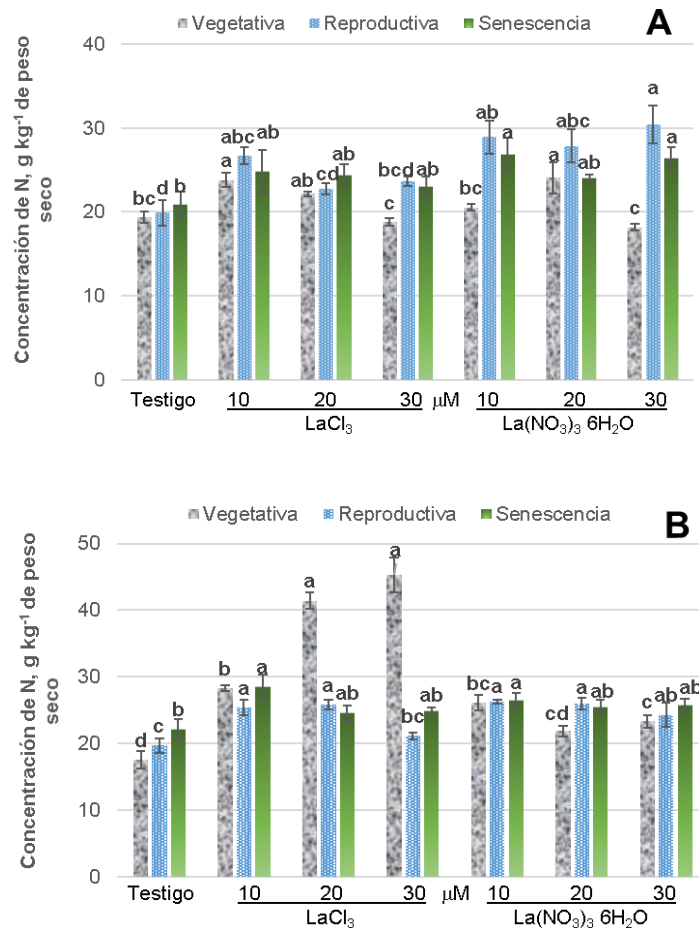 Vegetativa Reproductiva Senescencia A
Concentración de N, g kg⁻¹ de peso
seco
40
30
20
10
0
bc d b
a abc ab
ab cd ab
c bcd ab
bc ab a
a abc ab
c a a
Testigo 10 20 30 μM 10 20 30
LaCl₃ La(NO₃)₃ 6H₂O
Vegetativa Reproductiva Senescencia B
Concentración de N, g kg⁻¹ de peso
seco
50
40
30
20
10
0
d c b
b a a
a a ab
a bc ab
bc a a
cd a ab
c ab ab
Testigo 10 20 30 μM 10 20 30
LaCl₃ La(NO₃)₃ 6H₂O